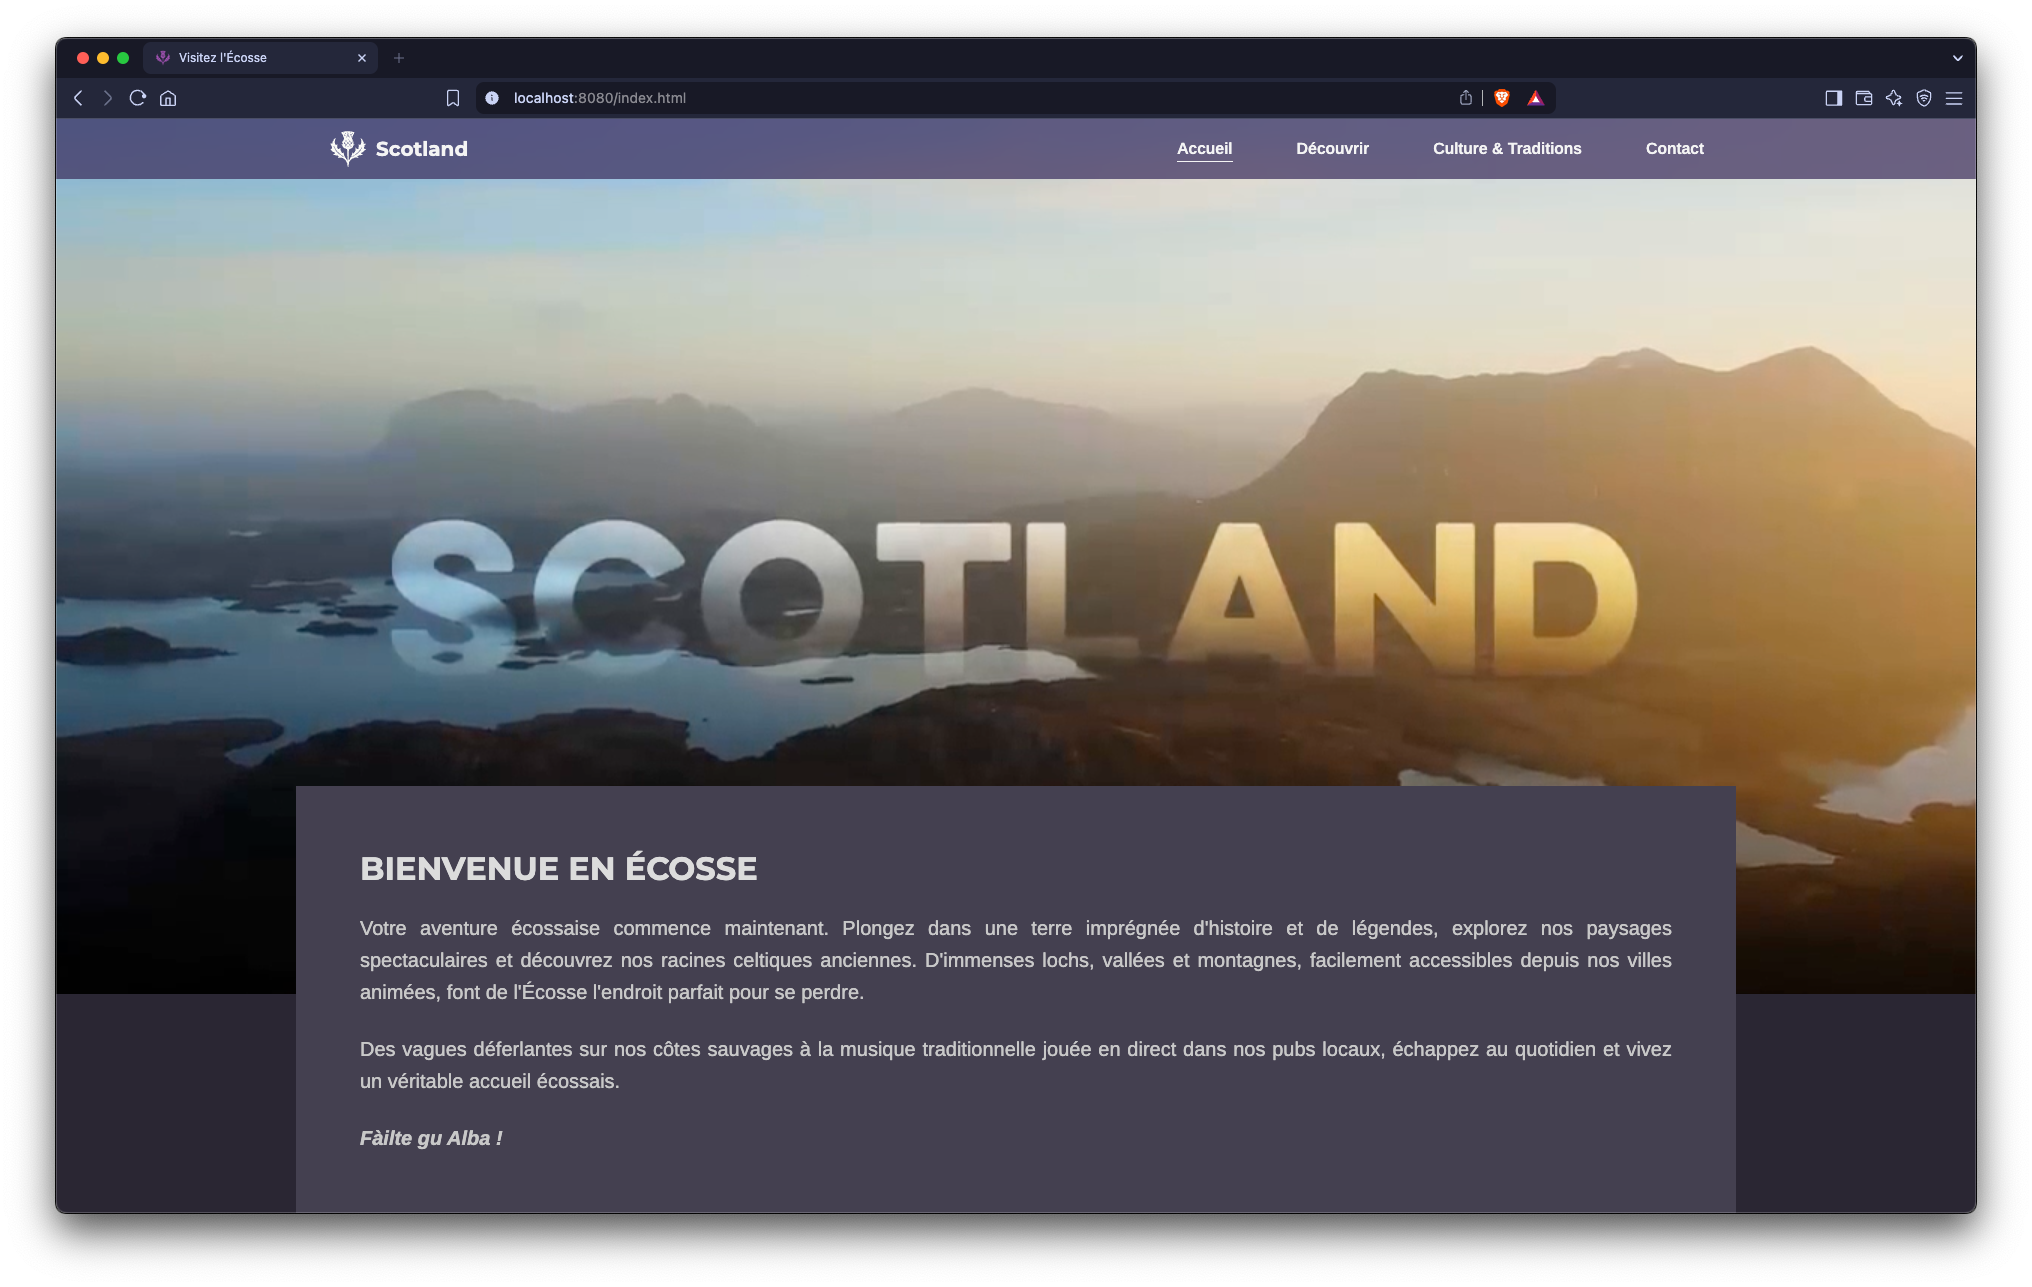 Visitez l'Écosse
localhost:8080/index.html
Scotland
Accueil
Découvrir
Culture & Traditions
Contact
SCOTLAND
BIENVENUE EN ÉCOSSE
Votre aventure écossaise commence maintenant. Plongez dans une terre imprégnée d'histoire et de légendes, explorez nos paysages
spectaculaires et découvrez nos racines celtiques anciennes. D'immenses lochs, vallées et montagnes, facilement accessibles depuis nos villes
animées, font de l'Écosse l'endroit parfait pour se perdre.
Des vagues déferlantes sur nos côtes sauvages à la musique traditionnelle jouée en direct dans nos pubs locaux, échappez au quotidien et vivez
un véritable accueil écossais.
Fàilte gu Alba !